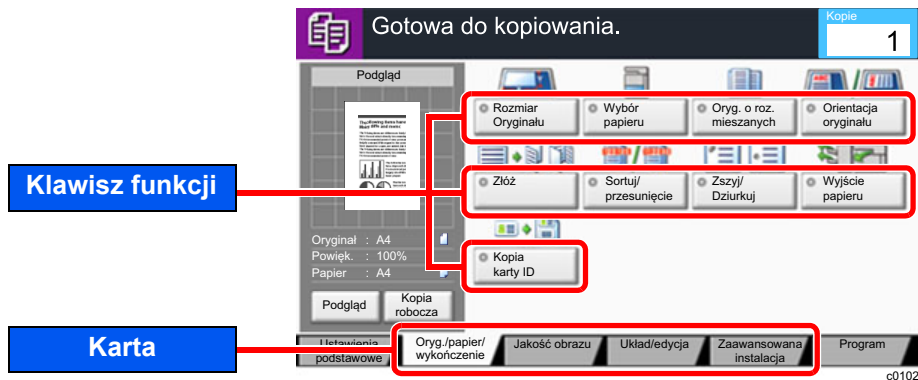 Gotowa do kopiowania.
Kopie
1
Podgląd
Rozmiar
Oryginału
Wybór
papieru
Oryg. o roz.
mieszanych
Orientacja
oryginału
Klawisz funkcji
Złóż
Sortuj/
przesunięcie
Zszyj/
Dziurkuj
Wyjście
papieru
Oryginał : A4
Powięk. : 100%
Papier : A4
Kopia
karty ID
Podgląd
Kopia
robocza
Karta
Ustawienia
podstawowe
Oryg./papier/
wykończenie
Jakość obrazu
Układ/edycja
Zaawansowana
instalacja
Program
c0102